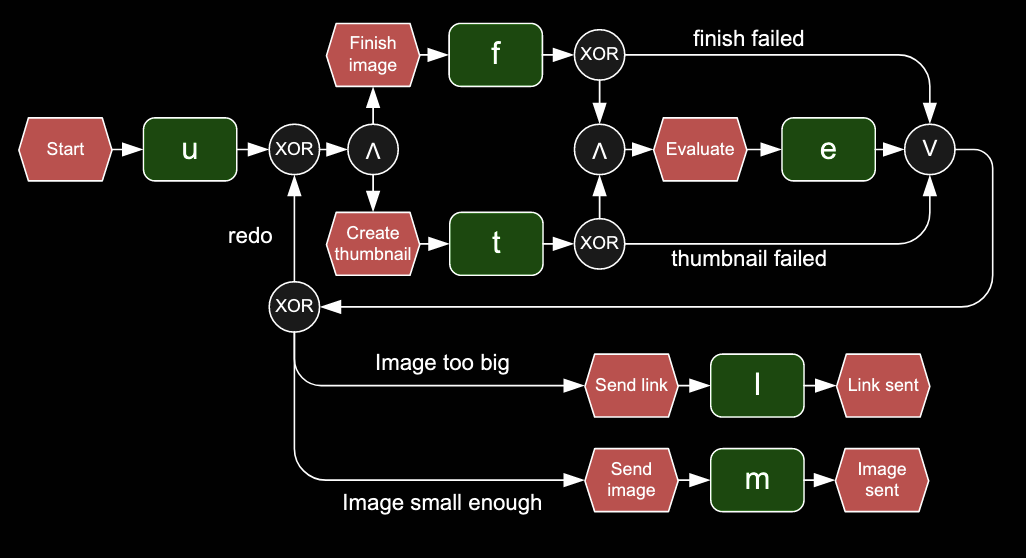 Finish
image
f
XOR
finish failed
Start
u
XOR
∧
∧
Evaluate
e
∨
redo
Create
thumbnail
t
XOR
thumbnail failed
XOR
Image too big
Send link
l
Link sent
Image small enough
Send
image
m
Image
sent